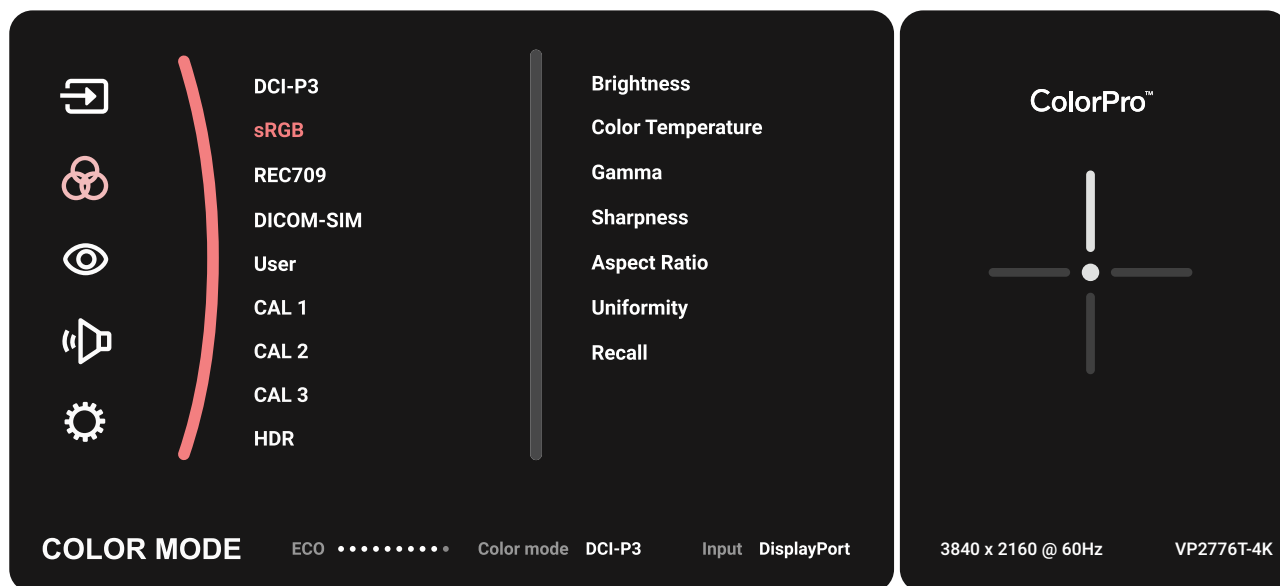 DCI-P3
sRGB
REC709
DICOM-SIM
User
CAL 1
CAL 2
CAL 3
HDR
Brightness
Color Temperature
Gamma
Sharpness
Aspect Ratio
Uniformity
Recall
COLOR MODE ECO Color mode DCI-P3 Input DisplayPort
ColorPro™
3840 x 2160 @ 60Hz VP2776T-4K